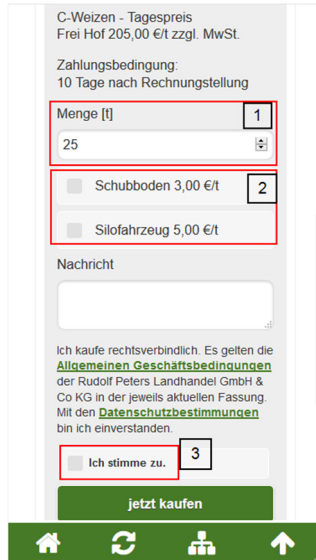 C-Weizen - Tagespreis
Frei Hof 205,00 €/t zzgl. MwSt.
Zahlungsbedingung:
10 Tage nach Rechnungstellung
Menge [t]
1
25
Schubboden 3,00 €/t
2
Silofahrzeug 5,00 €/t
Nachricht
Ich kaufe rechtsverbindlich. Es gelten die
Allgemeinen Geschäftsbedingungen
der Rudolf Peters Landhandel GmbH &
Co KG in der jeweils aktuellen Fassung.
Mit den Datenschutzbestimmungen
bin ich einverstanden.
3
Ich stimme zu.
jetzt kaufen